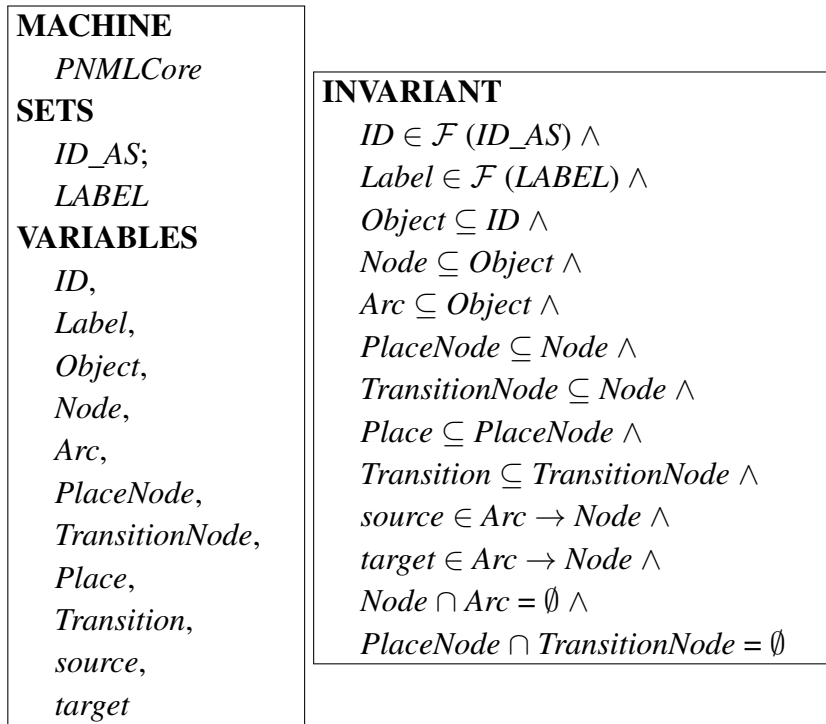 MACHINE
PNMLCore
SETS
ID_AS;
LABEL
VARIABLES
ID,
Label,
Object,
Node,
Arc,
PlaceNode,
TransitionNode,
Place,
Transition,
source,
target
INVARIANT
ID ∈ F (ID_AS) ∧
Label ∈ F (LABEL) ∧
Object ⊆ ID ∧
Node ⊆ Object ∧
Arc ⊆ Object ∧
PlaceNode ⊆ Node ∧
TransitionNode ⊆ Node ∧
Place ⊆ PlaceNode ∧
Transition ⊆ TransitionNode ∧
source ∈ Arc → Node ∧
target ∈ Arc → Node ∧
Node ∩ Arc = ∅ ∧
PlaceNode ∩ TransitionNode = ∅